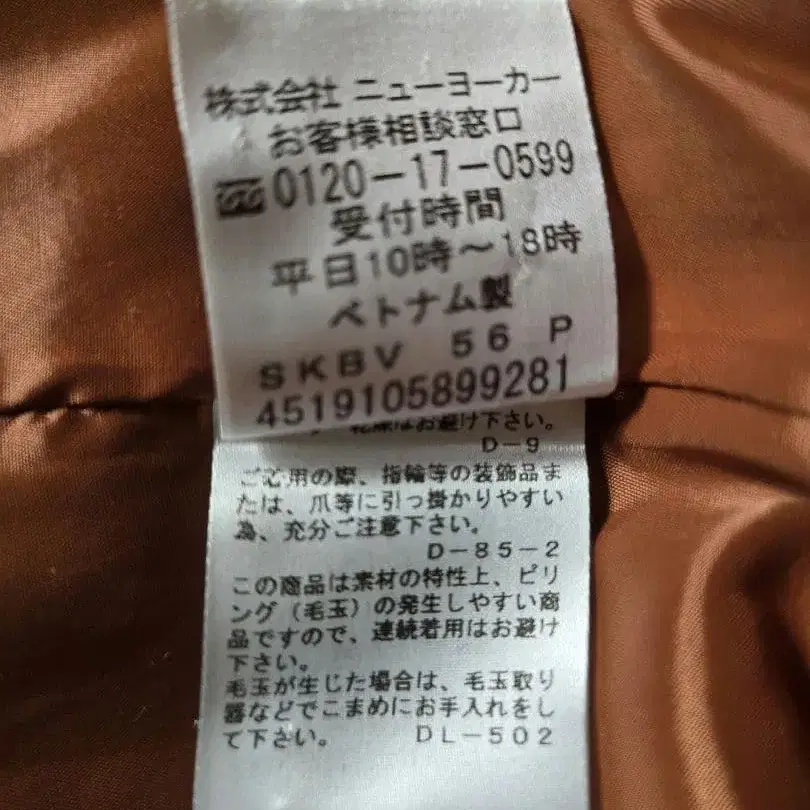 株式会社 ニューヨーカー
お客様相談窓口
0120-17-0599
受付時間
平日10時～18時
ベトナム製
SKBV 56 P
4519105899281
はお避け下さい。
D-9
ご着用の際、指輪等の装飾品ま
たは、爪等に引っ掛かりやすい
為、充分ご注意下さい。
D-85-2
この商品は素材の特性上、ピリ
ング（毛玉）の発生しやすい商
品ですので、連続着用はお避け
下さい。
毛玉が生じた場合は、毛玉取り
器などでこまめにお手入れをし
て下さい。 DL-502